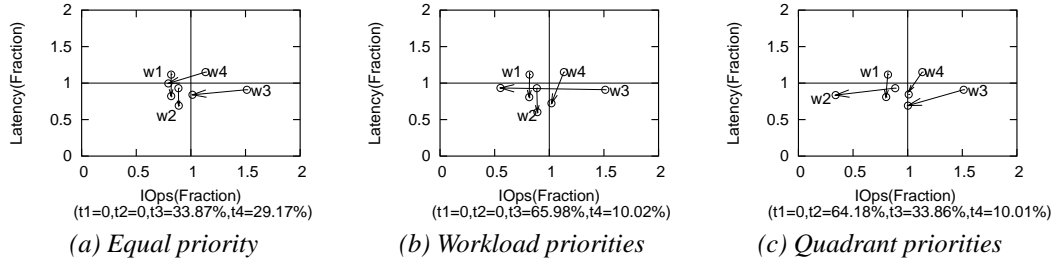 2
1.5
1
0.5
0
Latency(Fraction)
w1
w4
w3
w2
0 0.5 1 1.5 2
IOps(Fraction)
(t1=0,t2=0,t3=33.87%,t4=29.17%)
(a) Equal priority
2
1.5
1
0.5
0
Latency(Fraction)
w1
w4
w3
w2
0 0.5 1 1.5 2
IOps(Fraction)
(t1=0,t2=0,t3=65.98%,t4=10.02%)
(b) Workload priorities
2
1.5
1
0.5
0
Latency(Fraction)
w1
w4
w3
w2
0 0.5 1 1.5 2
IOps(Fraction)
(t1=0,t2=64.18%,t3=33.86%,t4=10.01%)
(c) Quadrant priorities